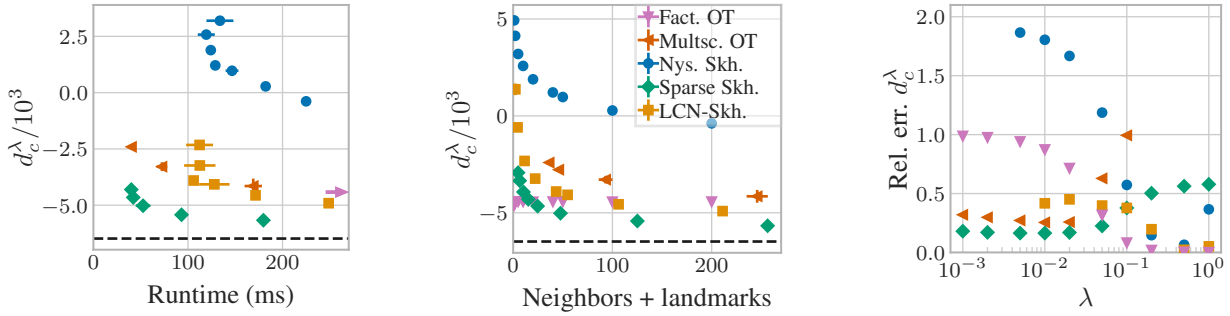 d_c^λ/10^3
2.5
0.0
−2.5
−5.0
0
100
200
Runtime (ms)
d_c^λ/10^3
5
0
−5
0
100
200
Neighbors + landmarks
Fact. OT
Multsc. OT
Nys. Skh.
Sparse Skh.
LCN-Skh.
Rel. err. d_c^λ
2.0
1.5
1.0
0.5
0.0
10^−3
10^−2
10^−1
10^0
λ